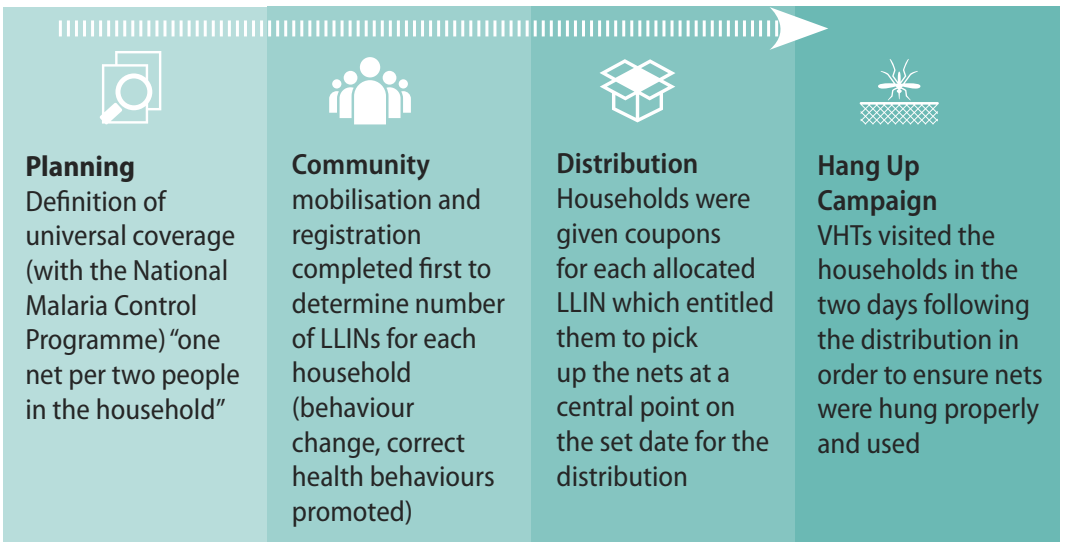 Planning
Definition of
universal coverage
(with the National
Malaria Control
Programme) “one
net per two people
in the household”
Community
mobilisation and
registration
completed first to
determine number
of LLINs for each
household
(behaviour
change, correct
health behaviours
promoted)
Distribution
Households were
given coupons
for each allocated
LLIN which entitled
them to pick
up the nets at a
central point on
the set date for the
distribution
Hang Up
Campaign
VHTs visited the
households in the
two days following
the distribution in
order to ensure nets
were hung properly
and used